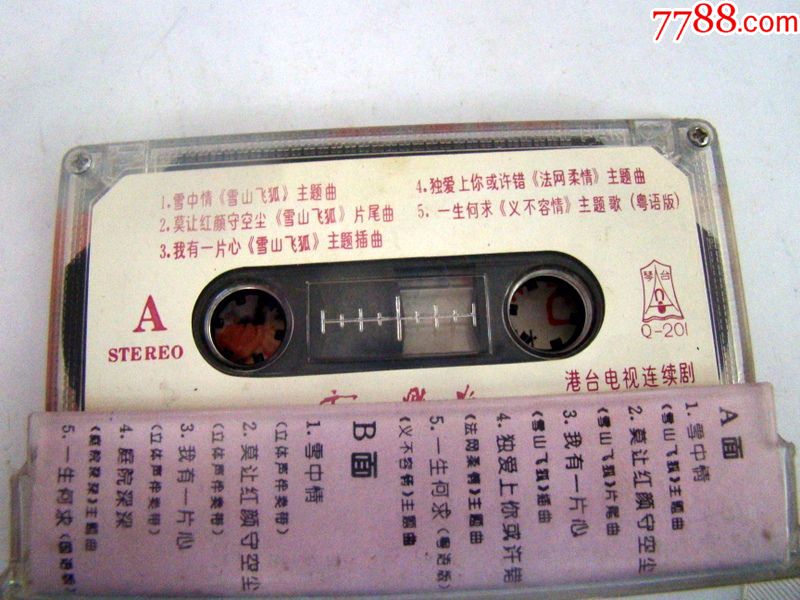 7788.com
1.雪中情《雪山飞狐》主题曲
2.莫让红颜守空尘《雪山飞狐》片尾曲
3.我有一片心《雪山飞狐》主题插曲
4.独爱上你或许错《法网柔情》主题曲
5.一生何求《义不容情》主题歌(粤语版)
A
STEREO
琴台
Q-201
港台电视连续剧
A面
1.雪中情
《雪山飞狐》主题曲
2.莫让红颜守空尘
《雪山飞狐》片尾曲
3.我有一片心
《雪山飞狐》插曲
4.独爱上你或许错
《法网柔情》主题曲
5.一生何求(粤语版)
《义不容情》主题曲
B面
1.雪中情
(立体声伴奏带)
2.莫让红颜守空尘
(立体声伴奏带)
3.我有一片心
(立体声伴奏带)
4.庭院深深
《庭院深深》主题曲
5.一生何求(国语版)